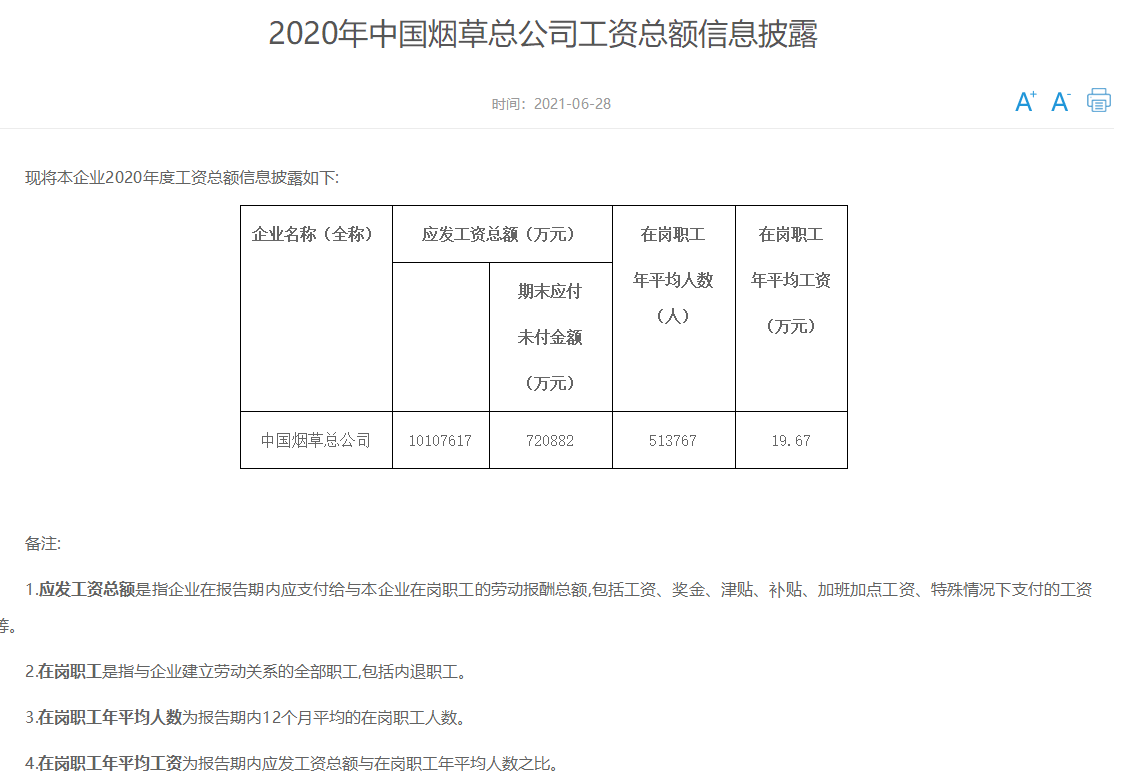 2020年中国烟草总公司工资总额信息披露
时间：2021-06-28
A+ A-
现将本企业2020年度工资总额信息披露如下:
企业名称（全称）
应发工资总额（万元）
在岗职工
年平均人数
（人）
在岗职工
年平均工资
（万元）
期末应付
未付金额
（万元）
中国烟草总公司 10107617 720882 513767 19.67
备注:
1.应发工资总额是指企业在报告期内应支付给与本企业在岗职工的劳动报酬总额,包括工资、奖金、津贴、补贴、加班加点工资、特殊情况下支付的工资
等。
2.在岗职工是指与企业建立劳动关系的全部职工,包括内退职工。
3.在岗职工年平均人数为报告期内12个月平均的在岗职工人数。
4.在岗职工年平均工资为报告期内应发工资总额与在岗职工年平均人数之比。